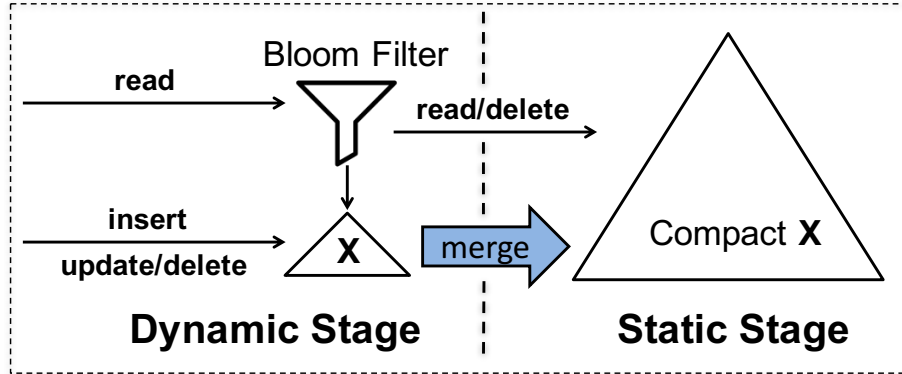 Bloom Filter
read
read/delete
insert
update/delete
X
merge
Compact X
Dynamic Stage
Static Stage